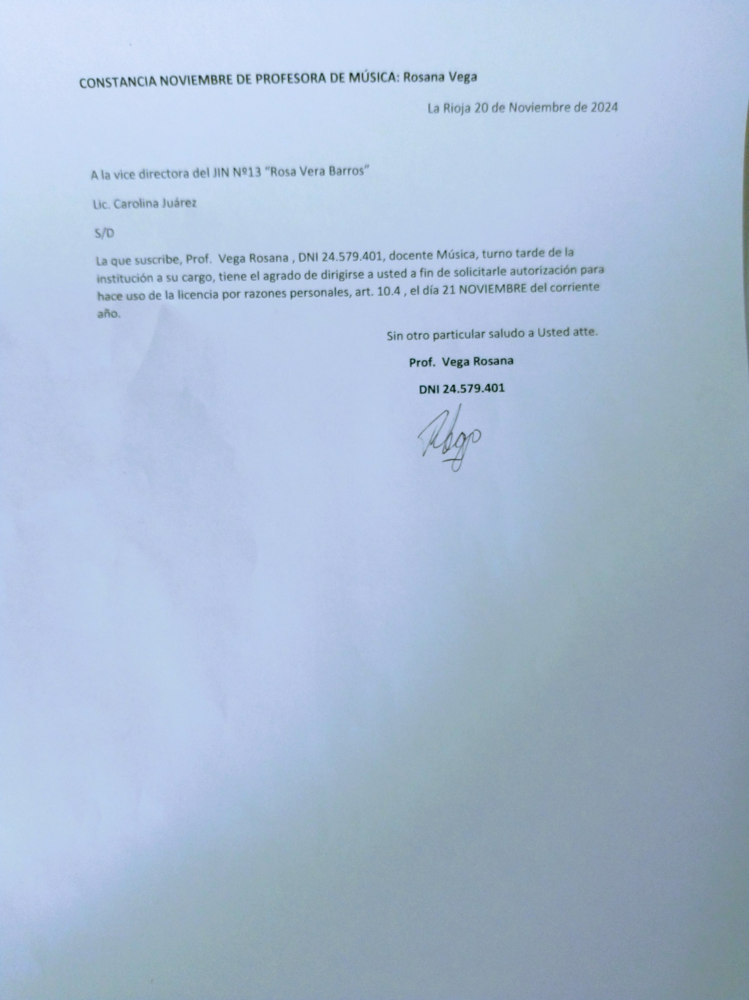 CONSTANCIA NOVIEMBRE DE PROFESORA DE MÚSICA: Rosana Vega
La Rioja 20 de Noviembre de 2024
A la vice directora del JIN Nº13 "Rosa Vera Barros"
Lic. Carolina Juárez
S/D
La que suscribe, Prof.  Vega Rosana , DNI 24.579.401, docente Música, turno tarde de la
institución a su cargo, tiene el agrado de dirigirse a usted a fin de solicitarle autorización para
hace uso de la licencia por razones personales, art. 10.4 , el día 21 NOVIEMBRE del corriente
año.
Sin otro particular saludo a Usted atte.
Prof.  Vega Rosana
DNI 24.579.401